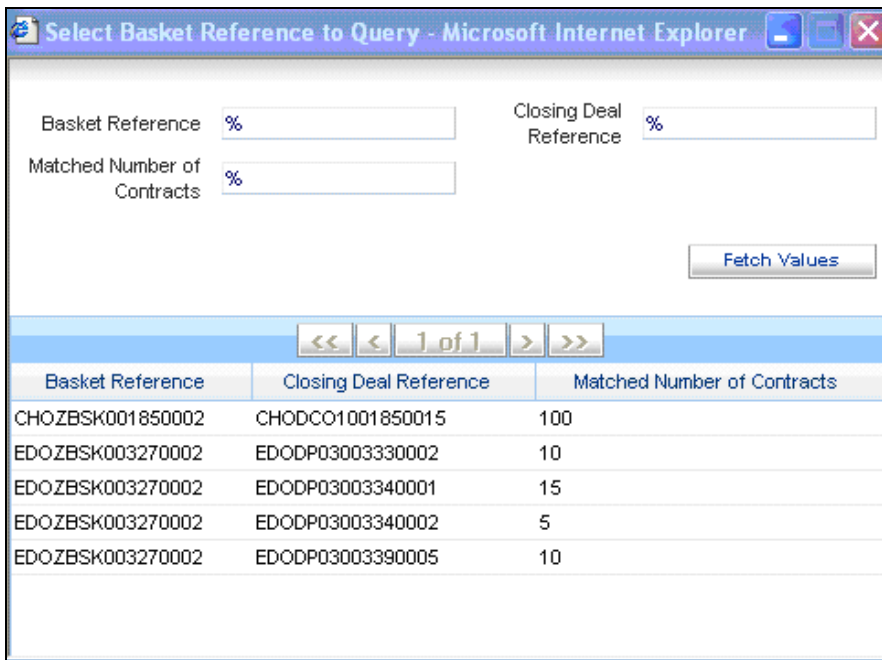 Select Basket Reference to Query - Microsoft Internet Explorer
Basket Reference %
Closing Deal Reference %
Matched Number of Contracts %
Fetch Values
<< < 1 of 1 > >>
Basket Reference Closing Deal Reference Matched Number of Contracts
CHOZBSK001850002 CHODCO1001850015 100
EDOZBSK003270002 EDODP03003330002 10
EDOZBSK003270002 EDODP03003340001 15
EDOZBSK003270002 EDODP03003340002 5
EDOZBSK003270002 EDODP03003390005 10